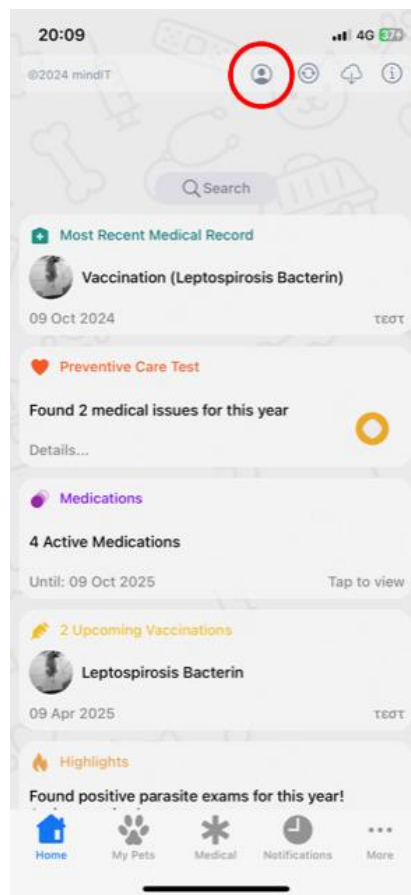 20:09
4G 87
©2024 mindIT
Search
Most Recent Medical Record
Vaccination (Leptospirosis Bacterin)
09 Oct 2024 τεστ
Preventive Care Test
Found 2 medical issues for this year
Details...
Medications
4 Active Medications
Until: 09 Oct 2025 Tap to view
2 Upcoming Vaccinations
Leptospirosis Bacterin
09 Apr 2025 τεστ
Highlights
Found positive parasite exams for this year!
Home My Pets Medical Notifications More